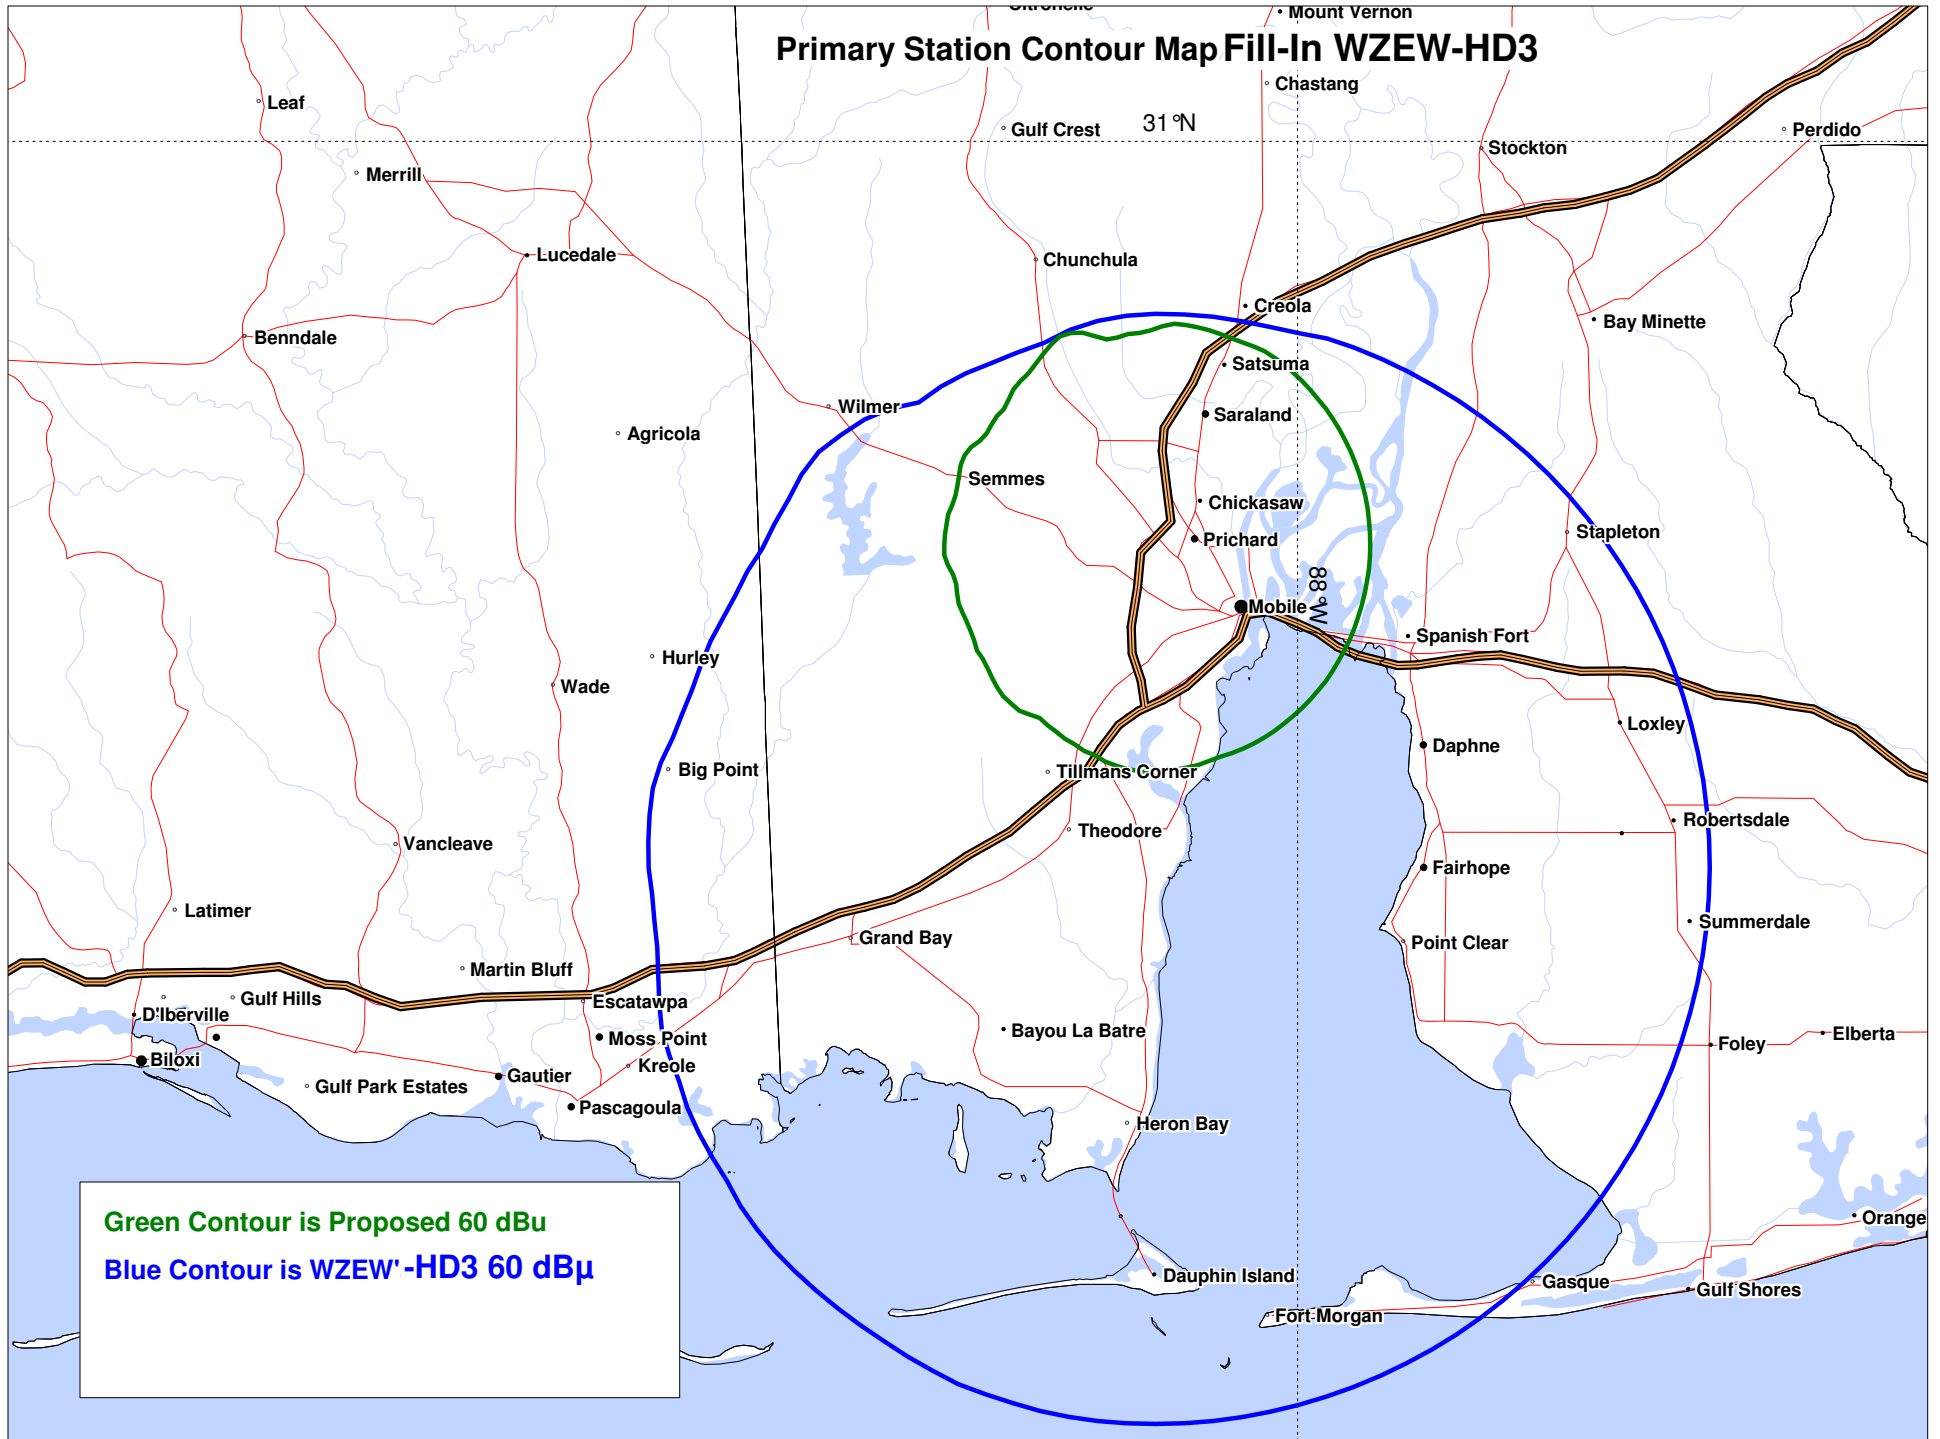 Citronelle
Mount Vernon
Primary Station Contour Map Fill-In WZEW-HD3
Chastang
Leaf
Gulf Crest
31°N
Perdido
Stockton
Merrill
Lucedale
Chunchula
Creola
Bay Minette
Benndale
Satsuma
Wilmer
Saraland
Agricola
Semmes
Chickasaw
Stapleton
Prichard
88°W
Mobile
Spanish Fort
Hurley
Wade
Loxley
Daphne
Big Point
Tillmans Corner
Robertsdale
Theodore
Vancleave
Fairhope
Latimer
Summerdale
Grand Bay
Point Clear
Martin Bluff
Gulf Hills
Escatawpa
D'Iberville
Bayou La Batre
Elberta
Moss Point
Foley
Biloxi
Kreole
Gautier
Gulf Park Estates
Pascagoula
Heron Bay
Orange
Green Contour is Proposed 60 dBu
Blue Contour is WZEW'-HD3 60 dBµ
Dauphin Island
Gasque
Gulf Shores
Fort Morgan